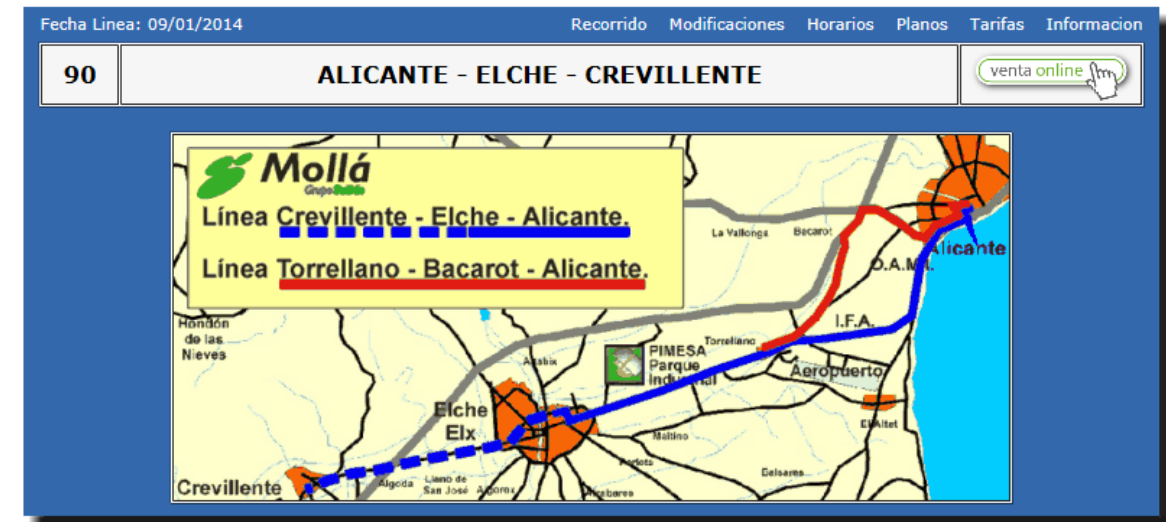 Fecha Linea: 09/01/2014 Recorrido Modificaciones Horarios Planos Tarifas Informacion
90 ALICANTE - ELCHE - CREVILLENTE venta online
Mollá
Grupo
Línea Crevillente - Elche - Alicante.
Línea Torrellano - Bacarot - Alicante.
La Vallonga Bacarot
Alicante
I.F.A.
Hondón
de las
Nieves
Torrellano
PIMESA
Parque
Industrial
Aeropuerto
Elche
Elx
El Altet
Maitino
Crevillente
Algoda
Llano de
San José